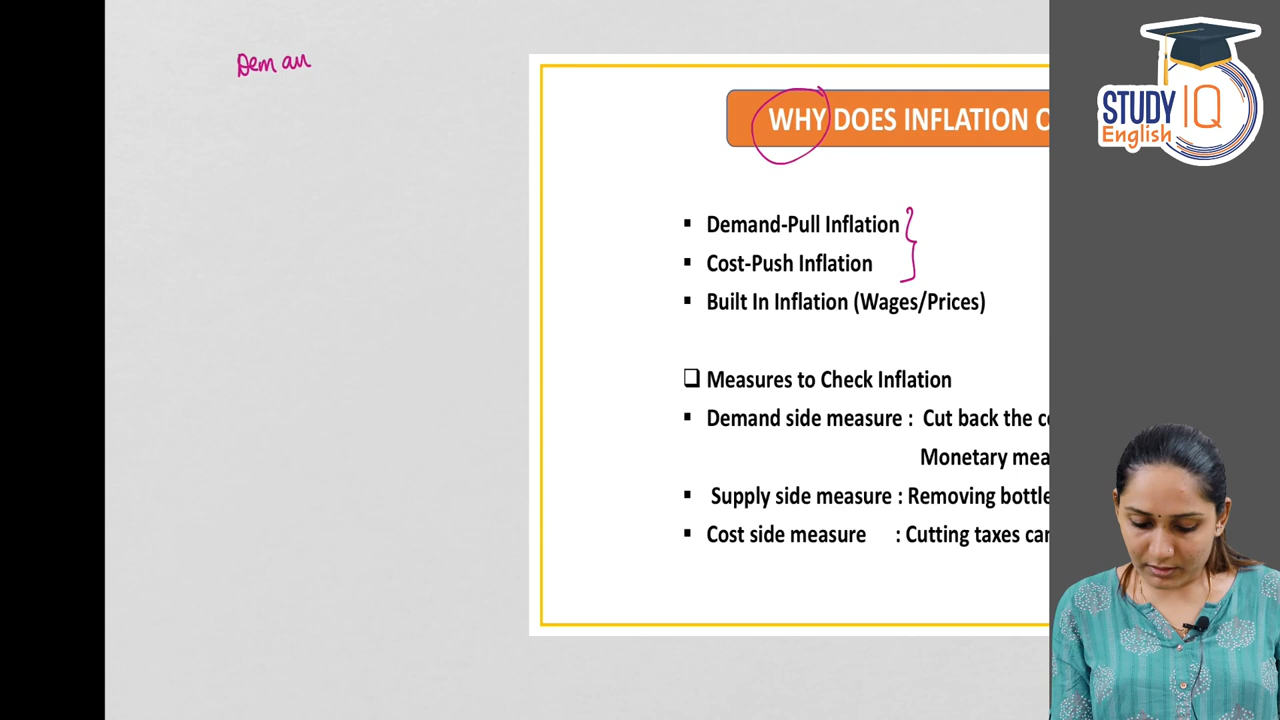 Dem an
WHY DOES INFLATION O
Demand-Pull Inflation
Cost-Push Inflation
Built In Inflation (Wages/Prices)
Measures to Check Inflation
Demand side measure : Cut back the co
Monetary mea
Supply side measure : Removing bottle
Cost side measure : Cutting taxes can
STUDY IQ
English